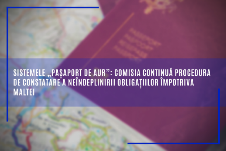 SISTEMELE „PAȘAPORT DE AUR”: COMISIA CONTINUĂ PROCEDURA
DE CONSTATARE A NEÎNDEPLINIRII OBLIGAȚIILOR ÎMPOTRIVA
MALTEI